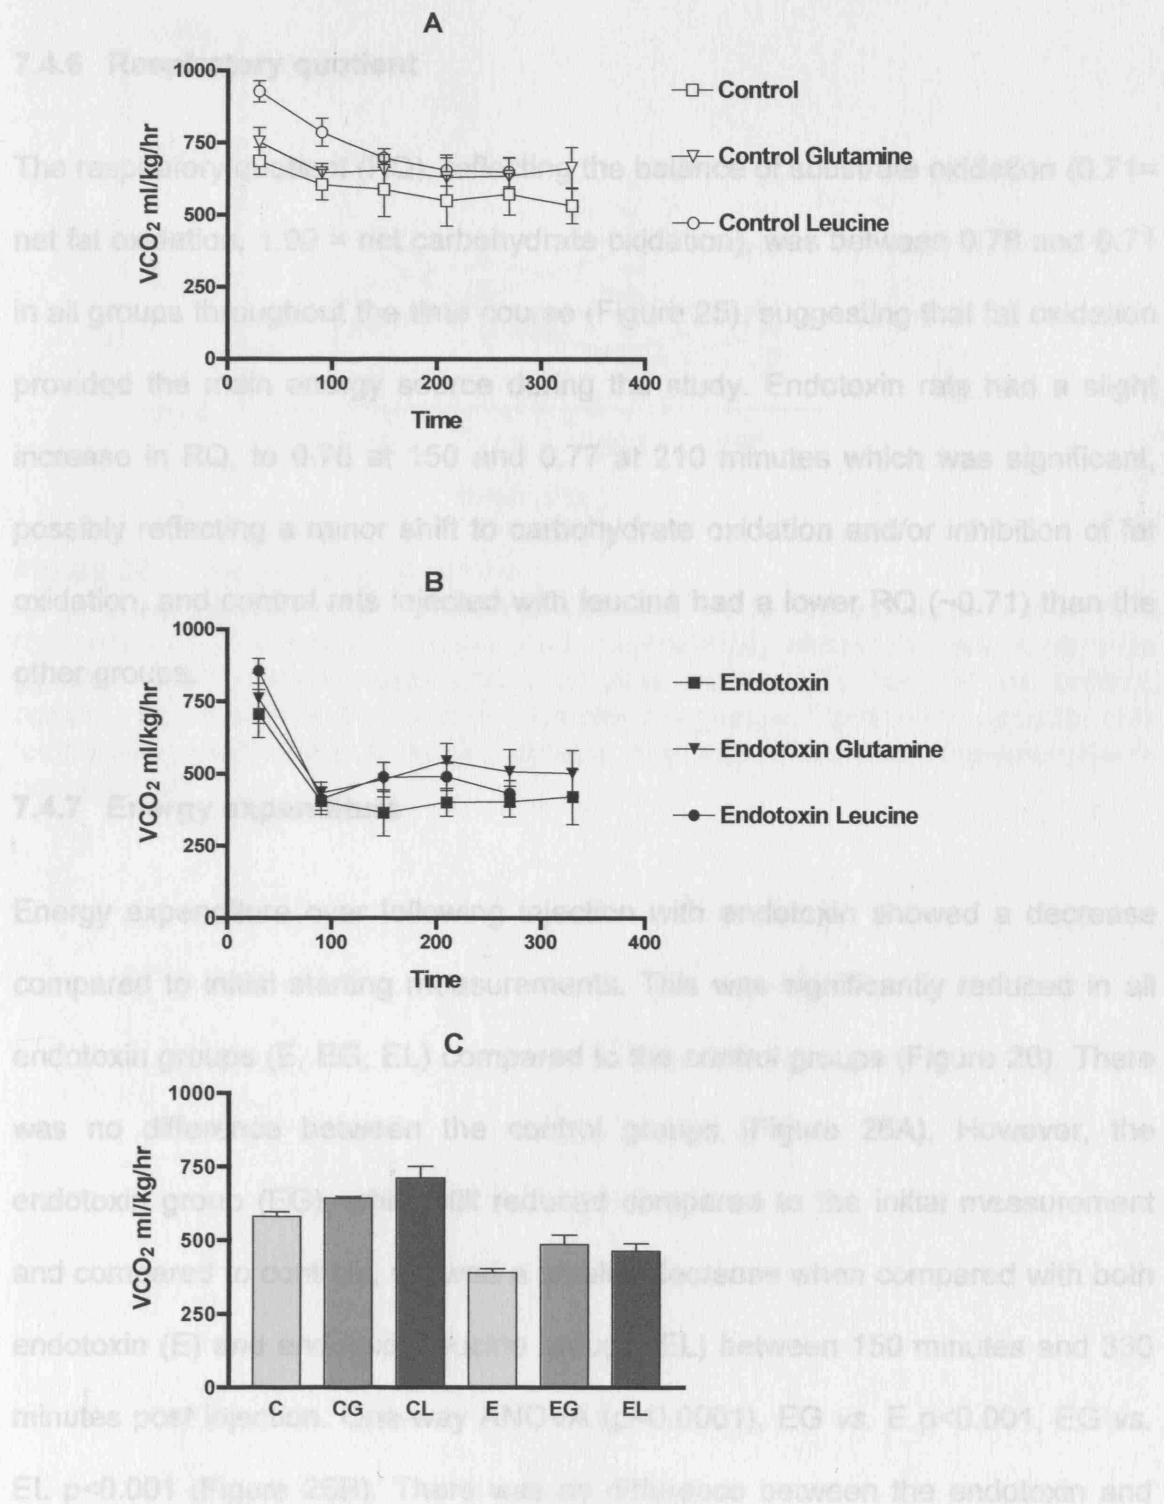 A
7.4.6 Respiratory quotient
1000
750
500
250
0
VCO2 ml/kg/hr
0 100 200 300 400
Time
Control
Control Glutamine
Control Leucine
The respiratory quotient (RQ), reflecting the balance of substrate oxidation (0.71=
net fat oxidation, 1.00 = net carbohydrate oxidation), was between 0.78 and 0.71
in all groups throughout the time course (Figure 25), suggesting that fat oxidation
provided the main energy source during the study. Endotoxin rats had a slight
increase in RQ, to 0.76 at 150 and 0.77 at 210 minutes which was significant,
possibly reflecting a minor shift to carbohydrate oxidation and/or inhibition of fat
oxidation, and control rats injected with leucine had a lower RQ (~0.71) than the
other groups.
B
1000
750
500
250
0
VCO2 ml/kg/hr
0 100 200 300 400
Time
Endotoxin
Endotoxin Glutamine
Endotoxin Leucine
7.4.7 Energy expenditure
Energy expenditure over following injection with endotoxin showed a decrease
compared to initial starting measurements. This was significantly reduced in all
endotoxin groups (E, EG, EL) compared to the control groups (Figure 26). There
was no difference between the control groups (Figure 26A). However, the
endotoxin group (EG), still reduced compared to the initial measurement
and compared to controls, a decrease when compared with both
endotoxin (E) and endotoxin leucine (EL) between 150 minutes and 330
minutes post injection. One-way ANOVA (p<0.0001), EG vs. E p<0.001, EG vs.
EL p<0.001 (Figure 26B). There was no difference between the endotoxin and
C
1000
750
500
250
0
VCO2 ml/kg/hr
C CG CL E EG EL